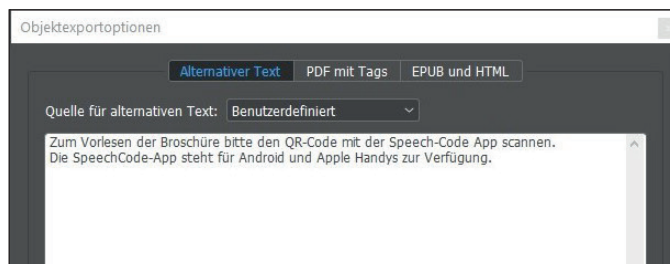 Objektexportoptionen
Alternativer Text PDF mit Tags EPUB und HTML
Quelle für alternativen Text: Benutzerdefiniert
Zum Vorlesen der Broschüre bitte den QR-Code mit der Speech-Code App scannen.
Die SpeechCode-App steht für Android und Apple Handys zur Verfügung.